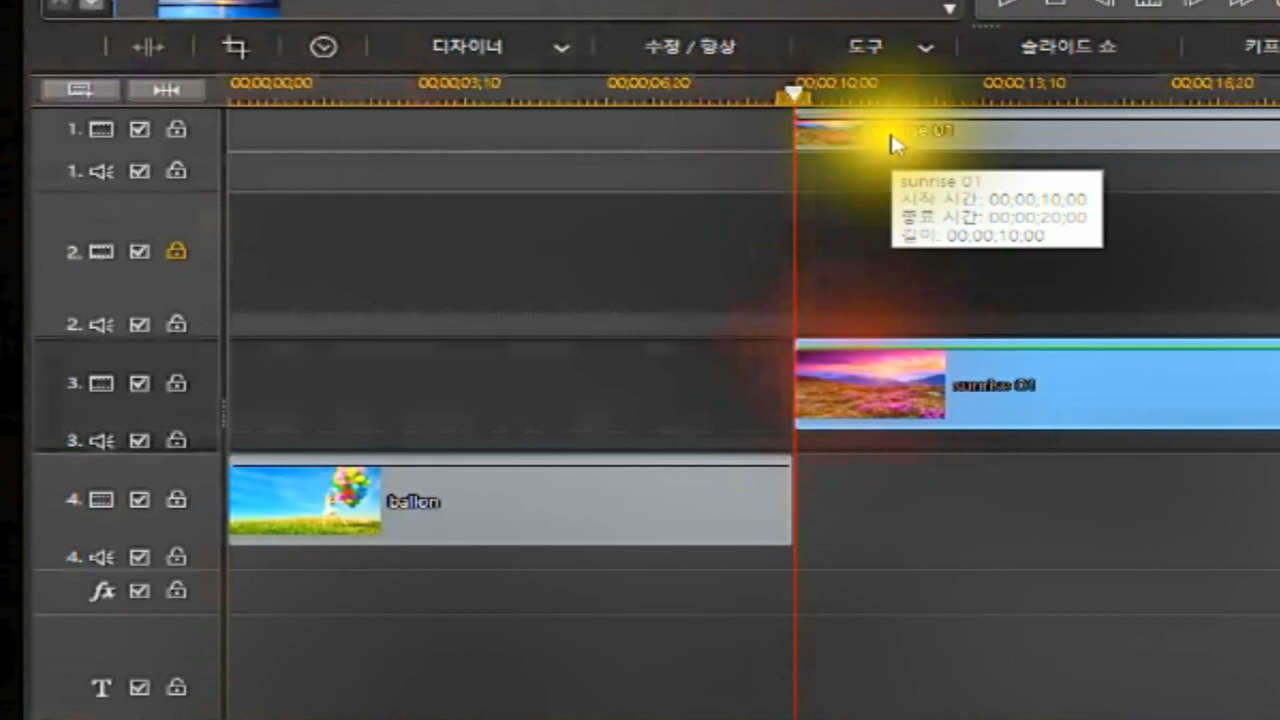 디자이너 수정 / 향상 도구 슬라이드 쇼 키프
00;00;00;00 00;00;03;10 00;00;06;20 00;00;10;00 00;00;13;10 00;00;16;20
1.
sunrise 01
1.
sunrise 01
시작 시간: 00;00;10;00
종료 시간: 00;00;20;00
길이: 00;00;10;00
2.
2.
3.
sunrise 01
3.
4.
ballon
4.
fx
T